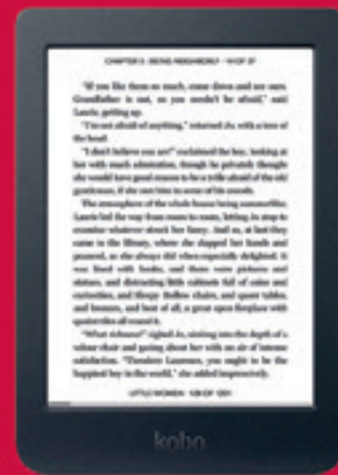 CHAPTER 5: BEING NEIGHBORLY - 14 OF 27
"If you like them so much, come down and see ours.
Grandfather is out, so you needn't be afraid," said
Laurie, getting up.
"I'm not afraid of anything," returned Jo, with a toss of
the head.
"I don't believe you are!" exclaimed the boy, looking at
her with much admiration, though he privately thought
she would have good reason to be a trifle afraid of the old
gentleman, if she met him in some of his moods.
The atmosphere of the whole house being summerlike,
Laurie led the way from room to room, letting Jo stop to
examine whatever struck her fancy. And so, at last they
came to the library, where she clapped her hands and
pranced, as she always did when especially delighted. It
was lined with books, and there were pictures and
statues, and distracting little cabinets full of coins and
curiosities, and Sleepy Hollow chairs, and queer tables,
and bronzes, and best of all, a great open fireplace with
quaint tiles all round it.
"What richness!" sighed Jo, sinking into the depth of a
velour chair and gazing about her with an air of intense
satisfaction. "Theodore Laurence, you ought to be the
happiest boy in the world," she added impressively.
LITTLE WOMEN ·  OF
kobo